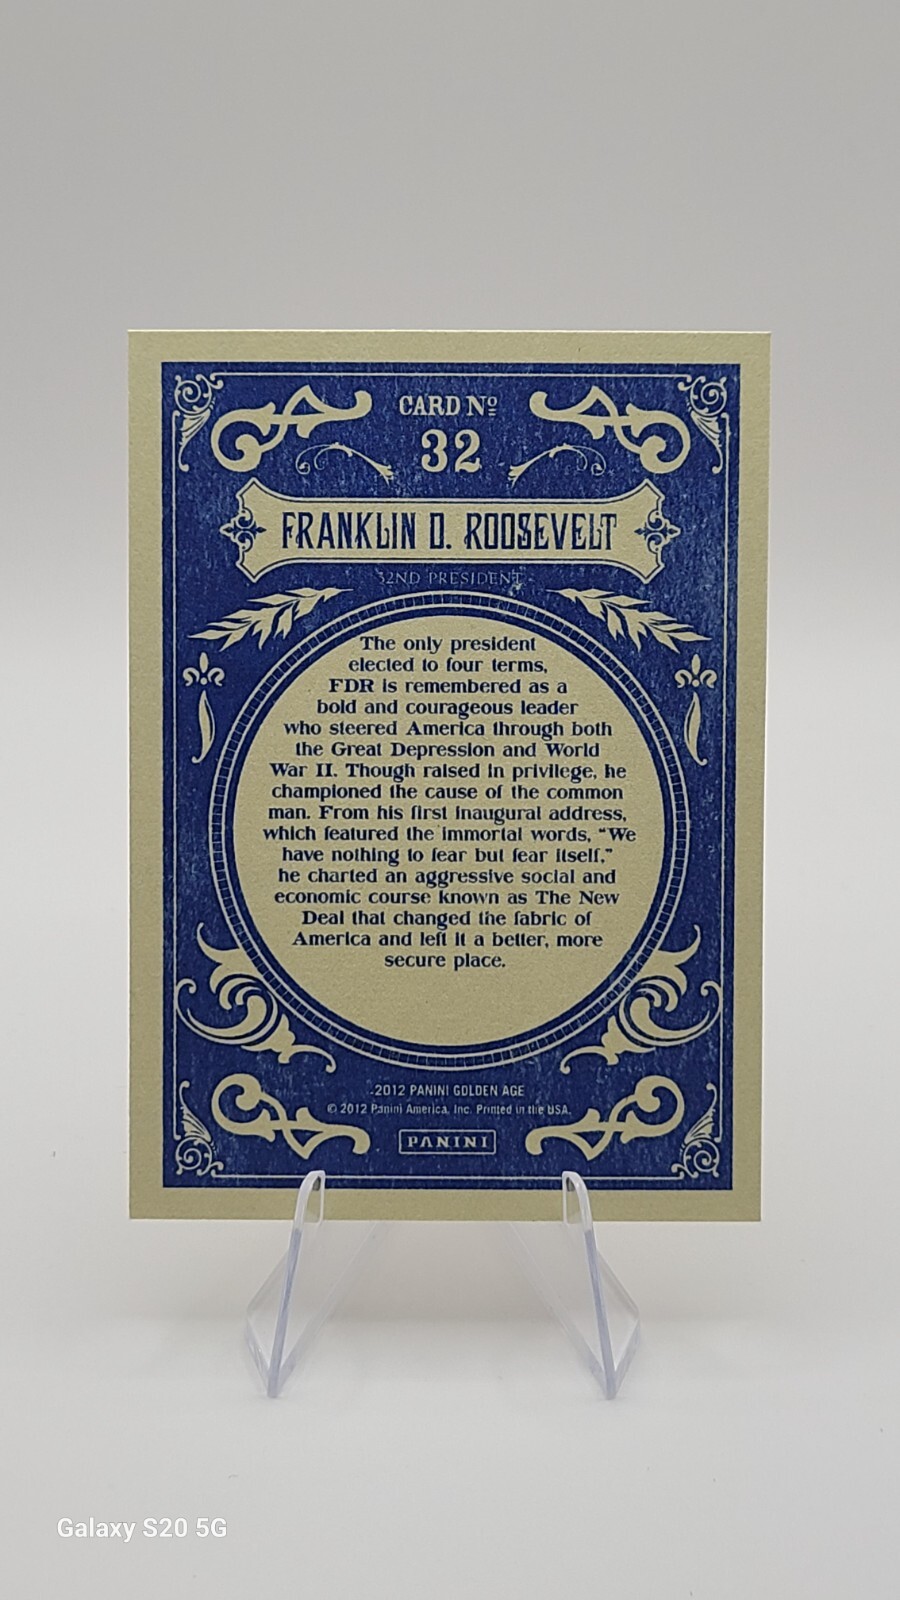 CARD Nº
32
FRANKLIN D. ROOSEVELT
32ND PRESIDENT
The only president
elected to four terms,
FDR is remembered as a
bold and courageous leader
who steered America through both
the Great Depression and World
War II. Though raised in privilege, he
championed the cause of the common
man. From his first inaugural address,
which featured the immortal words, “We
have nothing to fear but fear itself,”
he charted an aggressive social and
economic course known as The New
Deal that changed the fabric of
America and left it a better, more
secure place.
2012 PANINI GOLDEN AGE
© 2012 Panini America, Inc. Printed in the USA.
PANINI
Galaxy S20 5G